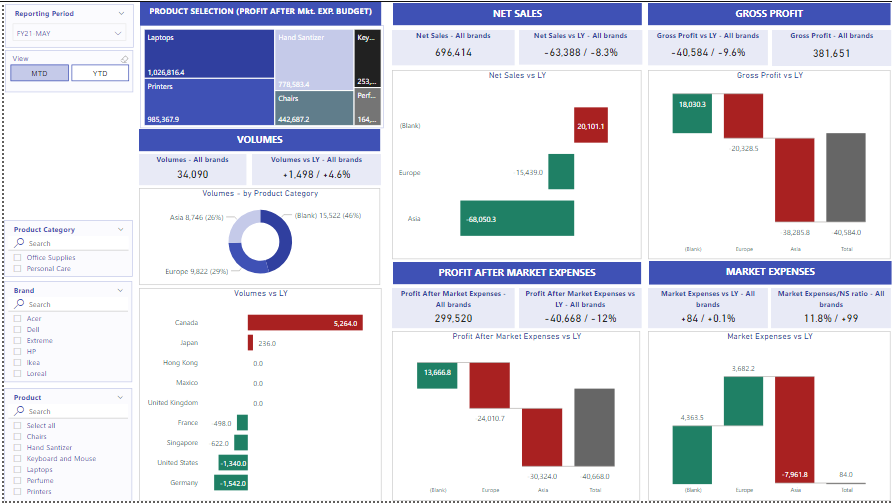 Reporting Period
FY21-MAY
View
MTD
YTD
Product Category
Search
Office Supplies
Personal Care
Brand
Search
Acer
Dell
Extreme
HP
Ikea
Loreal
Product
Search
Select all
Chairs
Hand Santizer
Keyboard and Mouse
Laptops
Perfume
Printers
PRODUCT SELECTION (PROFIT AFTER Mkt. EXP. BUDGET)
Laptops
1,026,816.4
Printers
985,367.9
Hand Santizer
778,583.4
Chairs
442,687.2
Key...
253,...
Perf...
164,...
VOLUMES
Volumes - All brands
34,090
Volumes vs LY - All brands
+1,498 / +4.6%
Volumes - by Product Category
Asia 8,746 (26%)
(Blank) 15,522 (46%)
Europe 9,822 (29%)
Volumes vs LY
Canada 5,264.0
Japan 236.0
Hong Kong 0.0
Maxico 0.0
United Kingdom 0.0
France -498.0
Singapore -622.0
United States -1,340.0
Germany -1,542.0
NET SALES
Net Sales - All brands
696,414
Net Sales vs LY - All brands
-63,388 / -8.3%
Net Sales vs LY
(Blank) 20,101.1
Europe 15,439.0
Asia -68,050.3
GROSS PROFIT
Gross Profit vs LY - All brands
-40,584 / -9.6%
Gross Profit - All brands
381,651
Gross Profit vs LY
18,030.3
20,328.5
-38,285.8
40,584.0
(Blank) Europe Asia Total
PROFIT AFTER MARKET EXPENSES
Profit After Market Expenses -
All brands
299,520
Profit After Market Expenses vs
LY - All brands
-40,668 / -12%
Profit After Market Expenses vs LY
13,666.8
24,010.7
30,324.0
40,668.0
(Blank) Europe Asia Total
MARKET EXPENSES
Market Expenses vs LY - All
brands
+84 / +0.1%
Market Expenses/NS ratio - All
brands
11.8% / +99
Market Expenses vs LY
4,363.5
3,682.2
-7,961.8
84.0
(Blank) Europe Asia Total